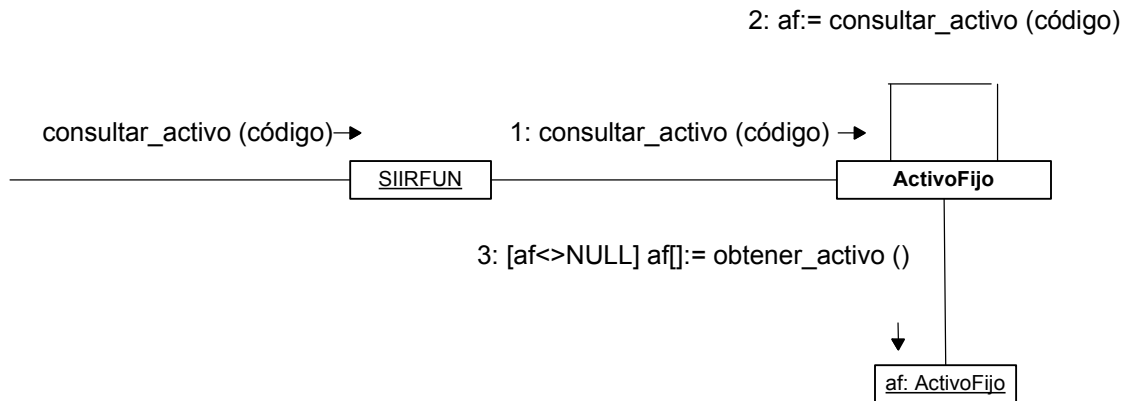 2: af:= consultar_activo (código)
consultar_activo (código)
1: consultar_activo (código)
SIIRFUN
ActivoFijo
3: [af<>NULL] af[]:= obtener_activo ()
af: ActivoFijo